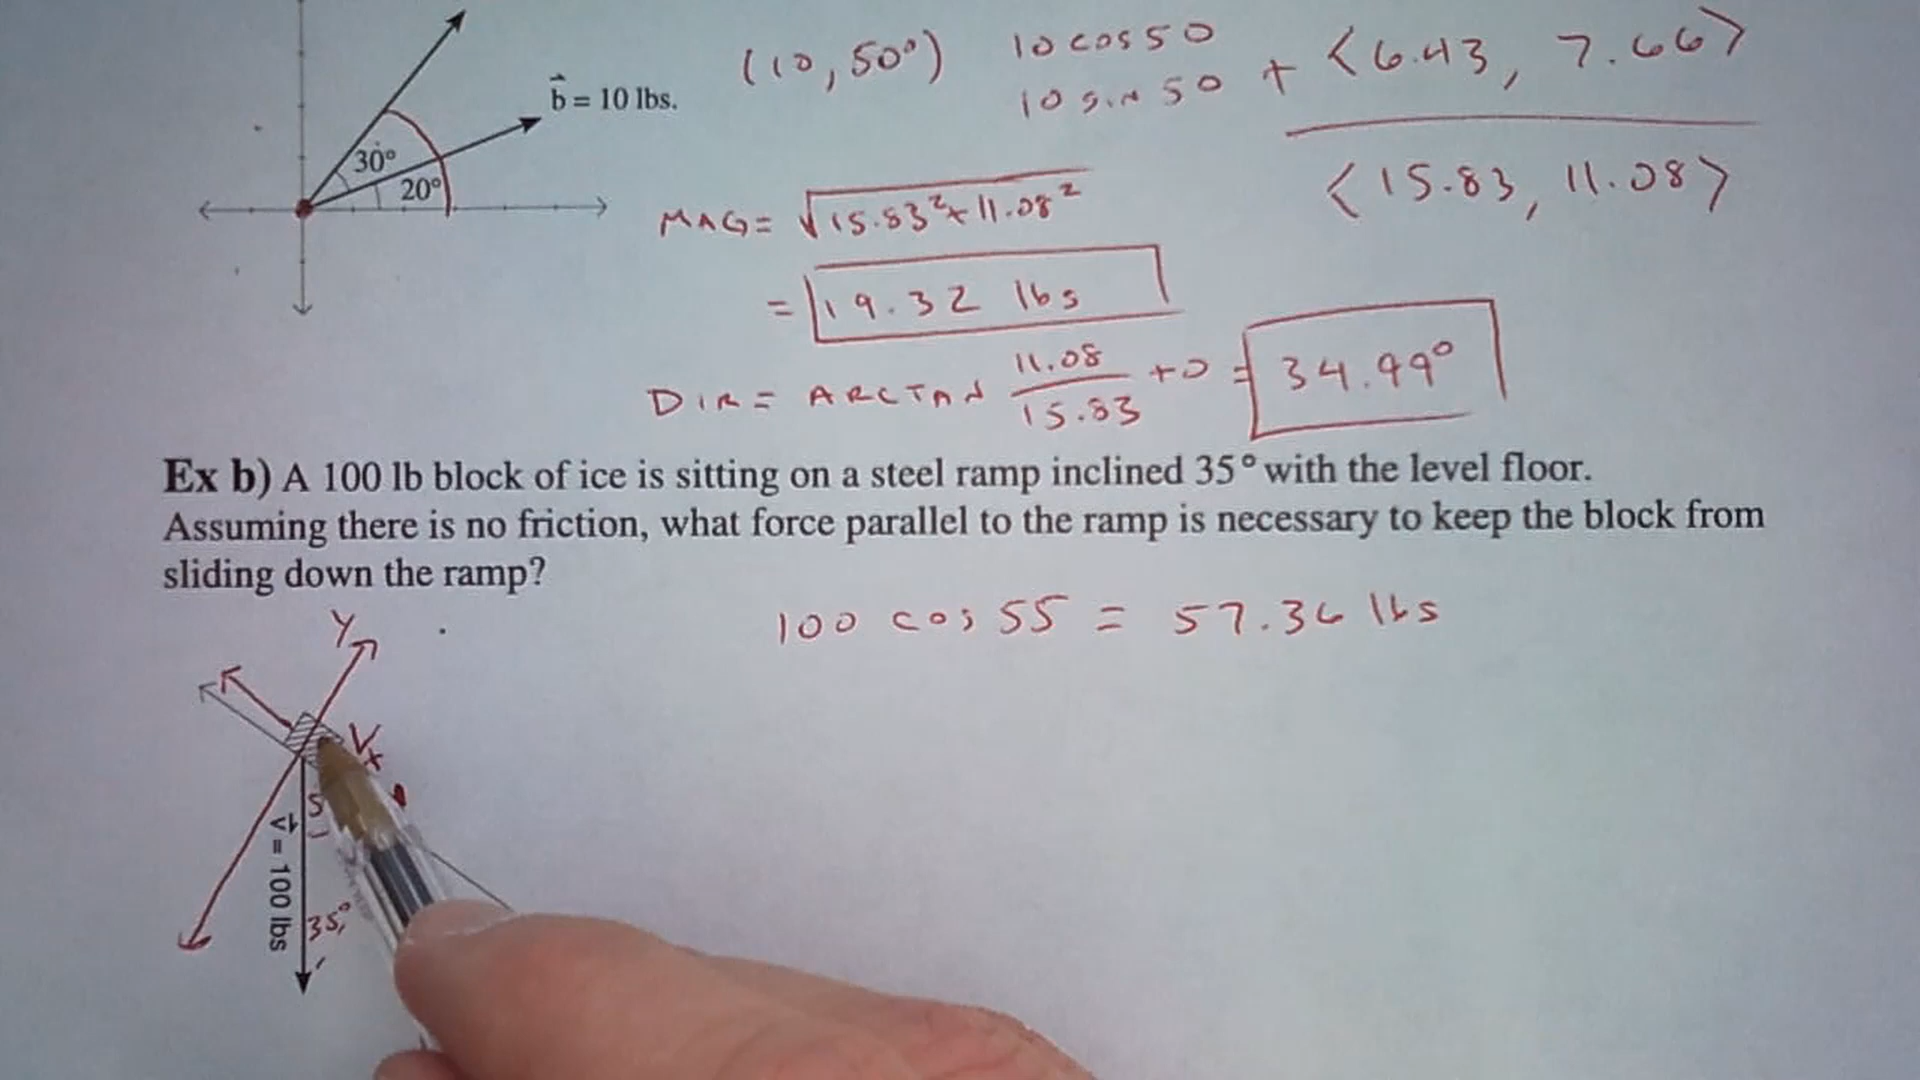 (10, 50°) 10 cos 50 + <6.43, 7.66>
b = 10 lbs.
10 sin 50
30°
20°
<15.83, 11.08>
MAG = √15.83² + 11.08²
= 19.32 lbs
DIR = ARCTAN 11.08/15.83 + 0 = 34.99°
Ex b) A 100 lb block of ice is sitting on a steel ramp inclined 35° with the level floor.
Assuming there is no friction, what force parallel to the ramp is necessary to keep the block from
sliding down the ramp?
100 cos 55 = 57.36 lbs
Y
Vx
v = 100 lbs
35°